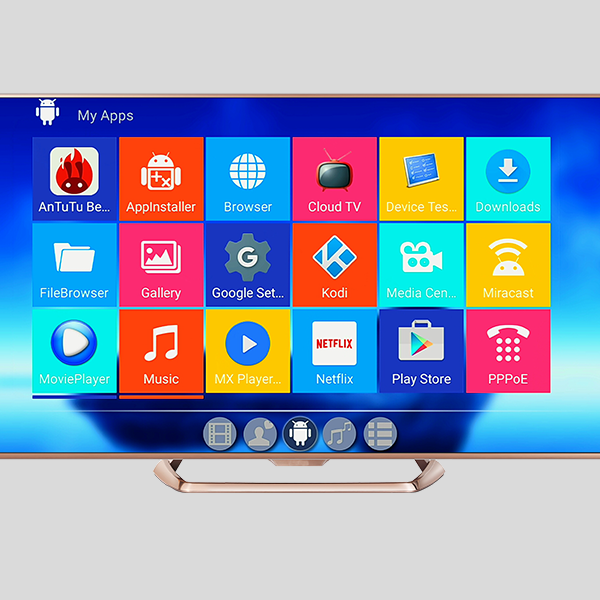 My Apps
AnTuTu Be...
AppInstaller
Browser
Cloud TV
Device Tes...
Downloads
FileBrowser
Gallery
G
Google Set...
Kodi
Media Cen...
Miracast
MoviePlayer
Music
MX Player...
NETFLIX
Netflix
Play Store
PPPoE